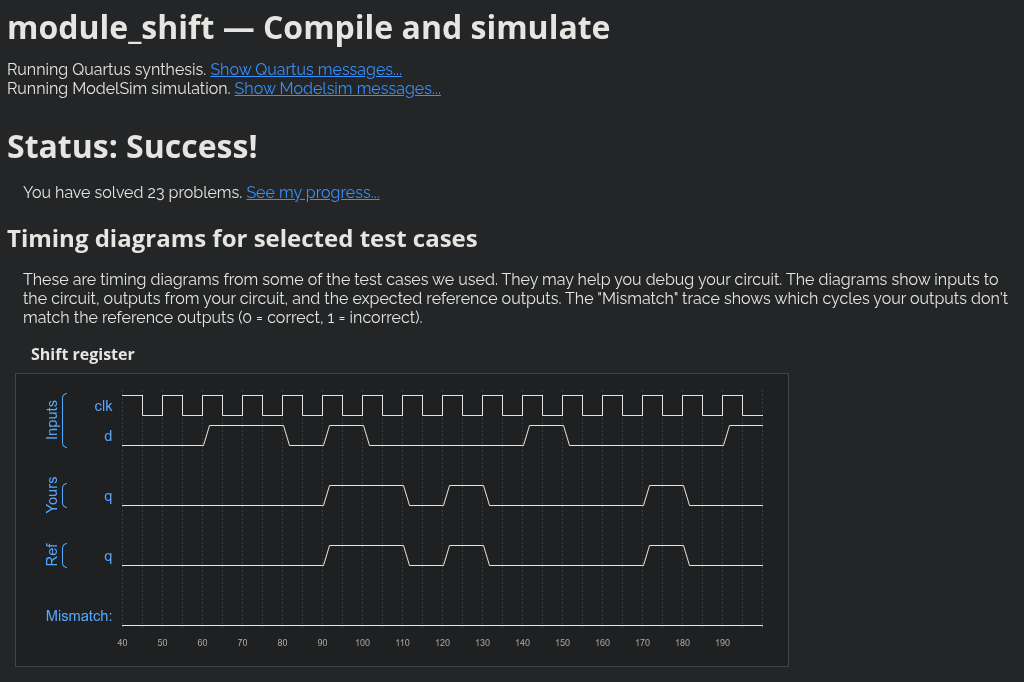 module_shift — Compile and simulate
Running Quartus synthesis. Show Quartus messages...
Running ModelSim simulation. Show Modelsim messages...
Status: Success!
You have solved 23 problems. See my progress...
Timing diagrams for selected test cases
These are timing diagrams from some of the test cases we used. They may help you debug your circuit. The diagrams show inputs to
the circuit, outputs from your circuit, and the expected reference outputs. The "Mismatch" trace shows which cycles your outputs don't
match the reference outputs (0 = correct, 1 = incorrect).
Shift register
Inputs
clk
d
Yours
q
Ref
q
Mismatch:
40 50 60 70 80 90 100 110 120 130 140 150 160 170 180 190